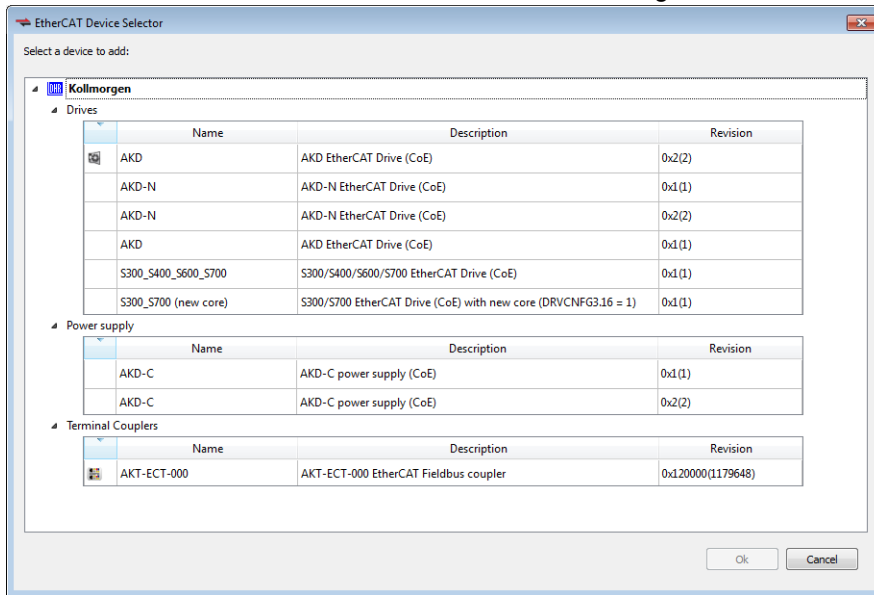 EtherCAT Device Selector
Select a device to add:
Kollmorgen
Drives
Name Description Revision
AKD AKD EtherCAT Drive (CoE) 0x2(2)
AKD-N AKD-N EtherCAT Drive (CoE) 0x1(1)
AKD-N AKD-N EtherCAT Drive (CoE) 0x2(2)
AKD AKD EtherCAT Drive (CoE) 0x1(1)
S300_S400_S600_S700 S300/S400/S600/S700 EtherCAT Drive (CoE) 0x1(1)
S300_S700 (new core) S300/S700 EtherCAT Drive (CoE) with new core (DRVCNFG3.16 = 1) 0x1(1)
Power supply
Name Description Revision
AKD-C AKD-C power supply (CoE) 0x1(1)
AKD-C AKD-C power supply (CoE) 0x2(2)
Terminal Couplers
Name Description Revision
AKT-ECT-000 AKT-ECT-000 EtherCAT Fieldbus coupler 0x120000(1179648)
Ok Cancel